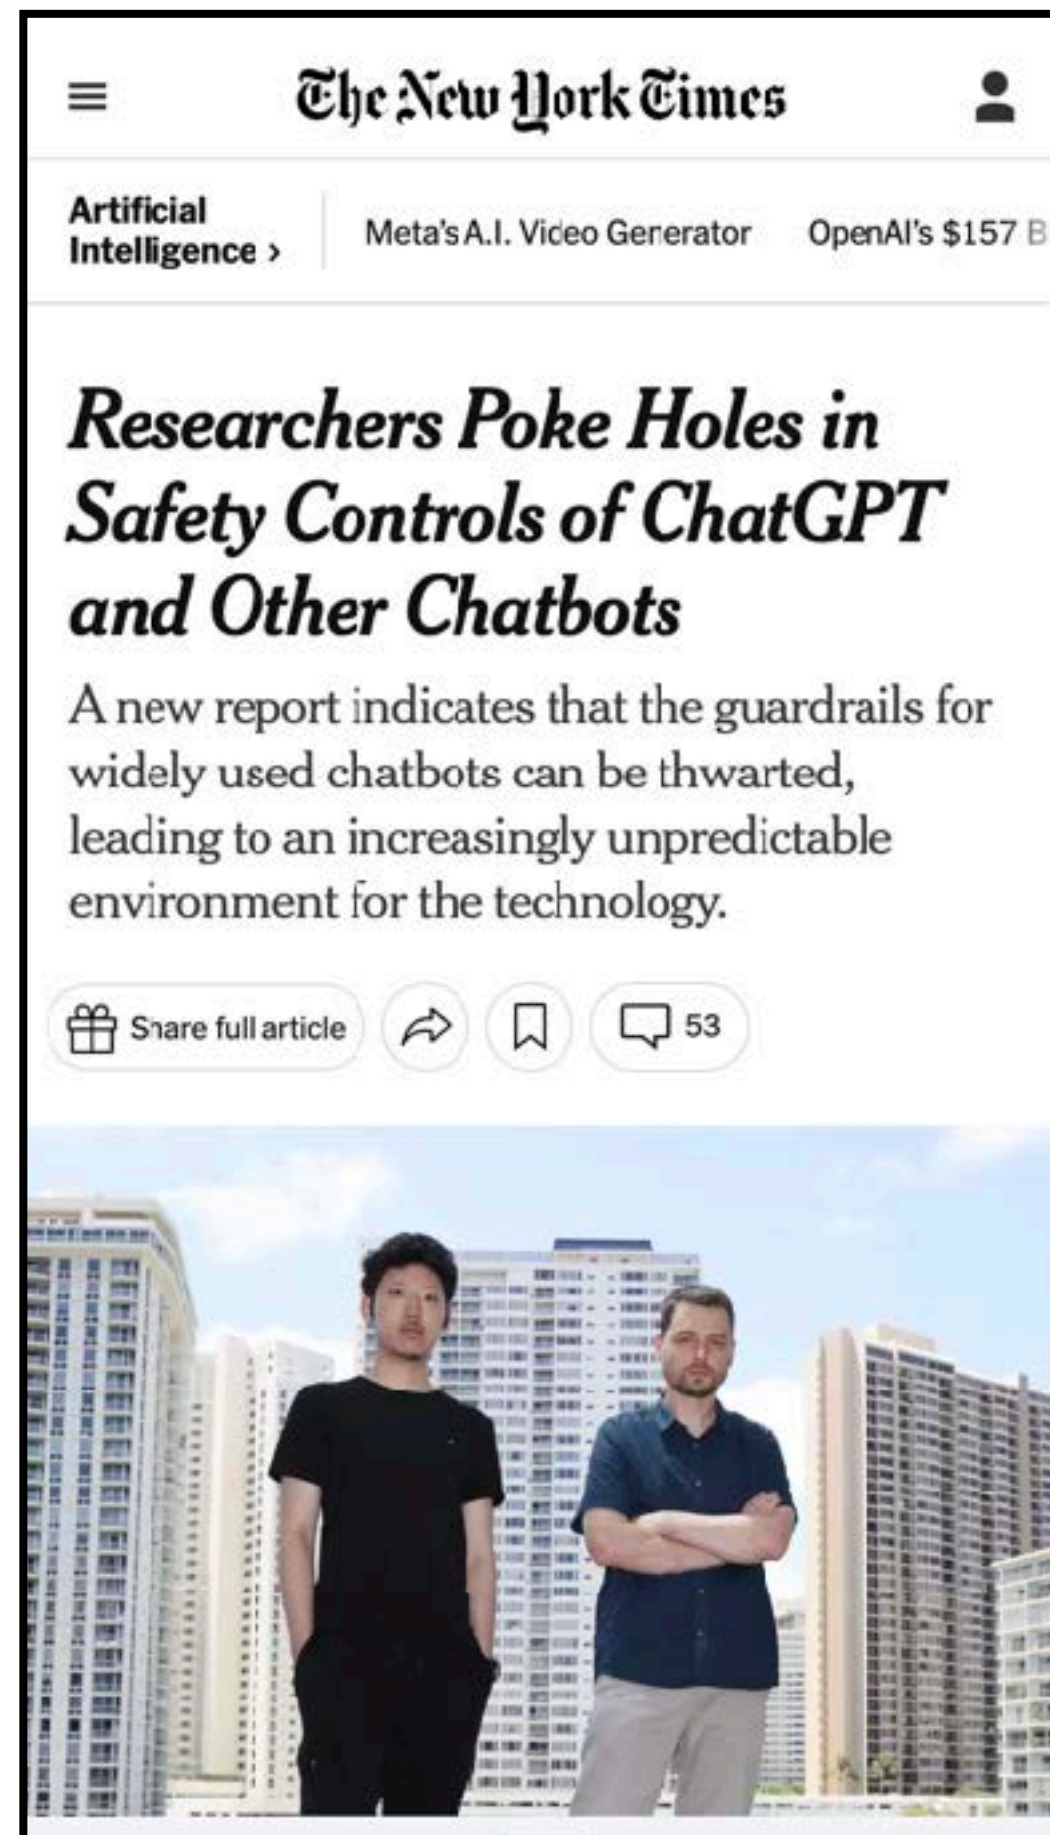 The New York Times
Artificial
Intelligence ›
Meta's A.I. Video Generator
OpenAI's $157 B
Researchers Poke Holes in
Safety Controls of ChatGPT
and Other Chatbots
A new report indicates that the guardrails for
widely used chatbots can be thwarted,
leading to an increasingly unpredictable
environment for the technology.
Share full article
53